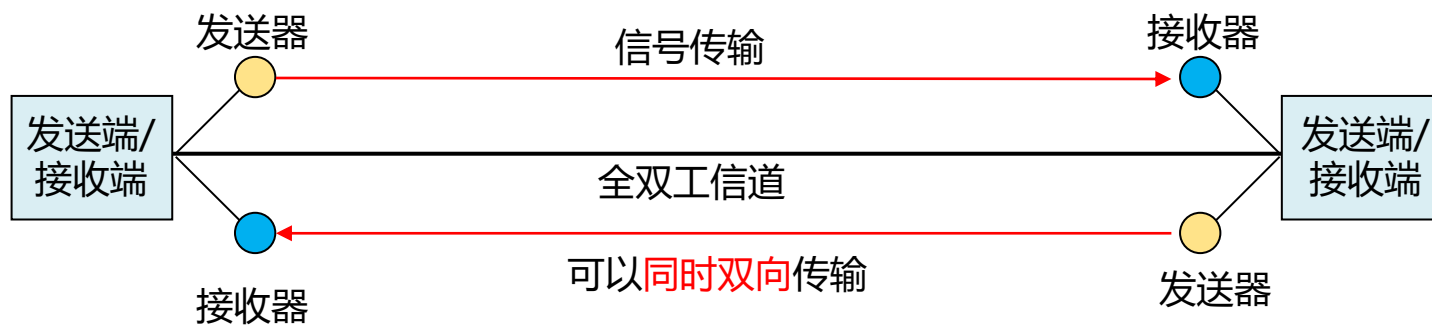 发送器
信号传输
接收器
发送端/
接收端
全双工信道
发送端/
接收端
可以同时双向传输
接收器
发送器